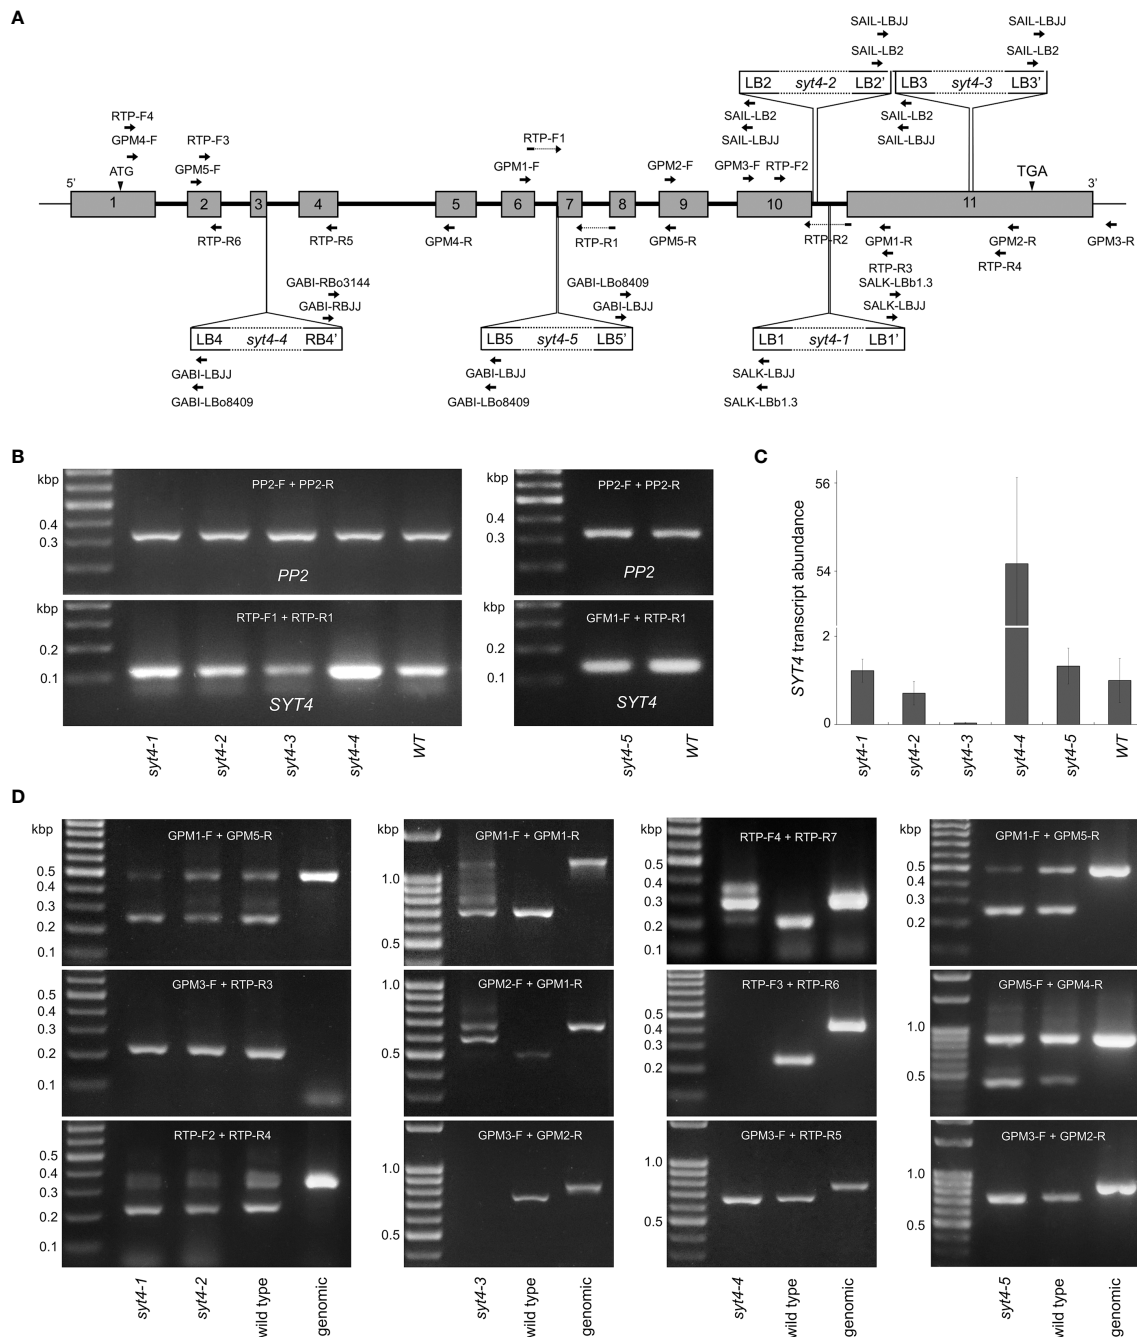 A
SAIL-LBJJ
SAIL-LB2
SAIL-LBJJ
SAIL-LB2
LB2 syt4-2 LB2'
LB3 syt4-3 LB3'
SAIL-LB2
SAIL-LBJJ
SAIL-LB2
SAIL-LBJJ
RTP-F4
GPM4-F
ATG
RTP-F3
GPM5-F
RTP-F1
GPM1-F
GPM2-F
GPM3-F
RTP-F2
TGA
5'
3'
1 2 3 4 5 6 7 8 9 10 11
RTP-R6
RTP-R5
GPM4-R
RTP-R1
GPM5-R
RTP-R2
GPM1-R
RTP-R3
GPM2-R
RTP-R4
GPM3-R
GABI-RBo3144
GABI-RBJJ
GABI-LBo8409
GABI-LBJJ
SALK-LBb1.3
SALK-LBJJ
LB4 syt4-4 RB4'
LB5 syt4-5 LB5'
LB1 syt4-1 LB1'
GABI-LBJJ
GABI-LBo8409
GABI-LBJJ
GABI-LBo8409
SALK-LBJJ
SALK-LBb1.3
B
kbp
0.4
0.3
PP2-F + PP2-R
PP2
kbp
0.4
0.3
PP2-F + PP2-R
PP2
kbp
0.2
0.1
RTP-F1 + RTP-R1
SYT4
kbp
0.2
0.1
GFM1-F + RTP-R1
SYT4
syt4-1
syt4-2
syt4-3
syt4-4
WT
syt4-5
WT
C
SYT4 transcript abundance
56
54
2
0
syt4-1
syt4-2
syt4-3
syt4-4
syt4-5
WT
D
kbp
0.5
0.4
0.3
0.2
0.1
GPM1-F + GPM5-R
0.5
0.4
0.3
0.2
0.1
GPM3-F + RTP-R3
0.5
0.4
0.3
0.2
0.1
RTP-F2 + RTP-R4
syt4-1
syt4-2
wild type
genomic
kbp
1.0
0.5
GPM1-F + GPM1-R
1.0
0.5
GPM2-F + GPM1-R
1.0
0.5
GPM3-F + GPM2-R
syt4-3
wild type
genomic
kbp
0.5
0.4
0.3
0.2
0.1
RTP-F4 + RTP-R7
0.5
0.4
0.3
0.2
RTP-F3 + RTP-R6
1.0
0.5
GPM3-F + RTP-R5
syt4-4
wild type
genomic
kbp
0.5
0.4
0.3
0.2
GPM1-F + GPM5-R
1.0
0.5
GPM5-F + GPM4-R
1.0
0.5
GPM3-F + GPM2-R
syt4-5
wild type
genomic